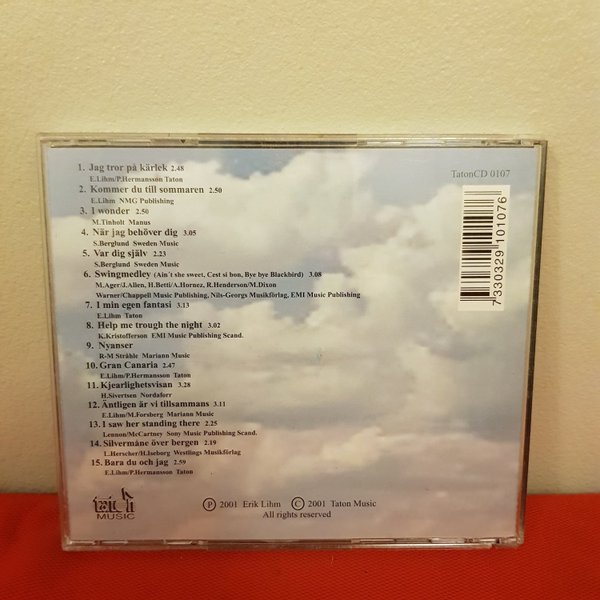 1. Jag tror på kärlek 2.48
E.Lihm/P.Hermansson Taton
TatonCD 0107
2. Kommer du till sommaren 2.50
E.Lihm NMG Publishing
3. I wonder 2.50
M.Tinholt Manus
4. När jag behöver dig 3.05
S.Berglund Sweden Music
5. Var dig själv 2.23
S.Berglund Sweden Music
6. Swingmedley (Ain´t she sweet, Cest si bon, Bye bye Blackbird) 3.08
M.Ager/J.Allen, H.Betti/A.Hornez, R.Henderson/M.Dixon
Warner/Chappell Music Publishing, Nils-Georgs Musikförlag, EMI Music Publishing
7. I min egen fantasi 3.13
E.Lihm Taton
8. Help me trough the night 3.02
K.Kristofferson EMI Music Publishing Scand.
9. Nyanser
R-M Stråhle Mariann Music
10. Gran Canaria 2.47
E.Lihm/P.Hermansson Taton
11. Kjearlighetsvisan 3.28
H.Sivertsen Nordaforr
12. Äntligen är vi tillsammans 3.11
E.Lihm/M.Forsberg Mariann Music
13. I saw her standing there 2.25
Lennon/McCartney Sony Music Publishing Scand.
14. Silvermåne över bergen 2.19
L.Herscher/H.Iseborg Westlings Musikförlag
15. Bara du och jag 2.59
E.Lihm/P.Hermansson Taton
7 330329 101076
MUSIC
Ⓟ 2001 Erik Lihm © 2001 Taton Music
All rights reserved